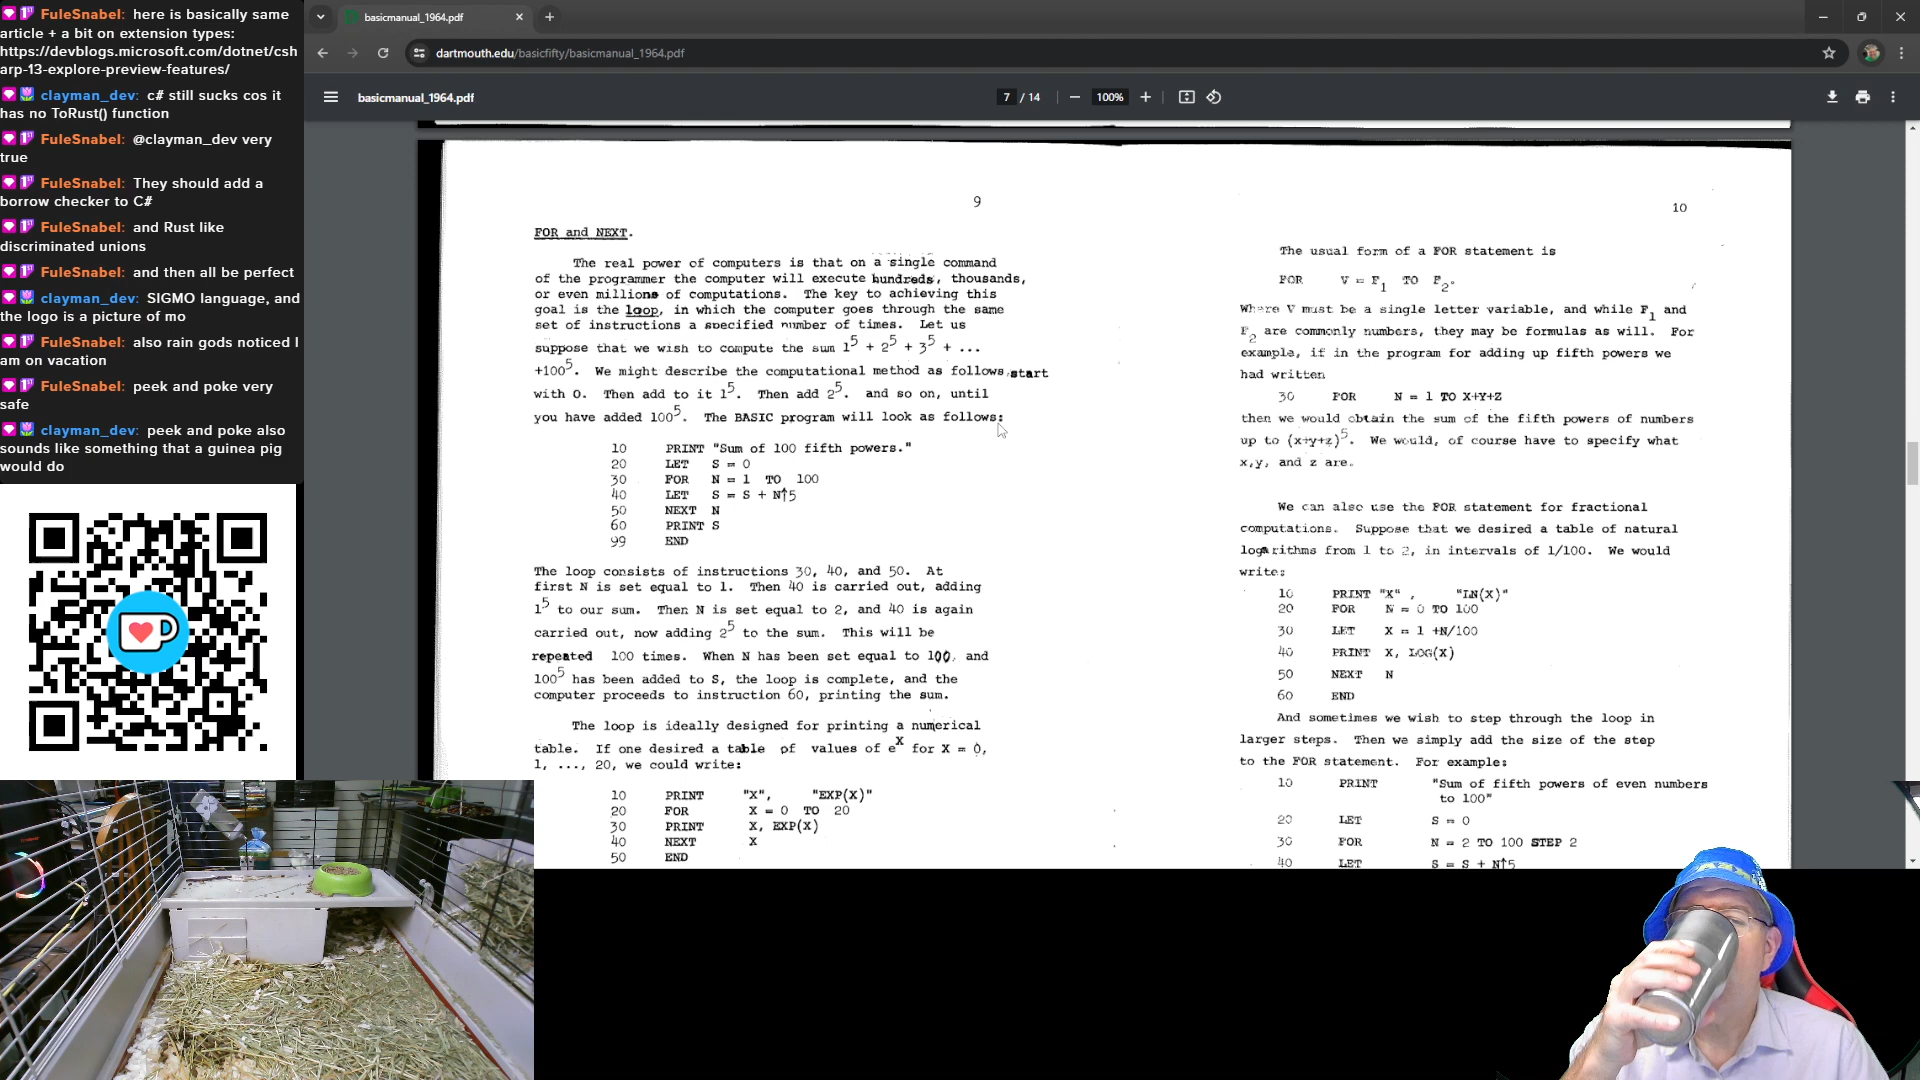 FuleSnabel: here is basically same
article + a bit on extension types:
https://devblogs.microsoft.com/dotnet/csh
arp-13-explore-preview-features/
clayman_dev: c# still sucks cos it
has no ToRust() function
FuleSnabel: @clayman_dev very
true
FuleSnabel: They should add a
borrow checker to C#
FuleSnabel: and Rust like
discriminated unions
FuleSnabel: and then all be perfect
clayman_dev: SIGMO language, and
the logo is a picture of mo
FuleSnabel: also rain gods noticed I
am on vacation
FuleSnabel: peek and poke very
safe
clayman_dev: peek and poke also
sounds like something that a guinea pig
would do
basicmanual_1964.pdf
dartmouth.edu/basicfifty/basicmanual_1964.pdf
basicmanual_1964.pdf
7 / 14
100%
9
FOR and NEXT.
The real power of computers is that on a single command
of the programmer the computer will execute hundreds, thousands,
or even millions of computations. The key to achieving this
goal is the loop, in which the computer goes through the same
set of instructions a specified number of times. Let us
suppose that we wish to compute the sum 1^5 + 2^5 + 3^5 + ...
+100^5. We might describe the computational method as follows, start
with 0. Then add to it 1^5. Then add 2^5. and so on, until
you have added 100^5. The BASIC program will look as follows:
10 PRINT "Sum of 100 fifth powers."
20 LET S = 0
30 FOR N = 1 TO 100
40 LET S = S + N↑5
50 NEXT N
60 PRINT S
99 END
The loop consists of instructions 30, 40, and 50. At
first N is set equal to 1. Then 40 is carried out, adding
1^5 to our sum. Then N is set equal to 2, and 40 is again
carried out, now adding 2^5 to the sum. This will be
repeated 100 times. When N has been set equal to 100, and
100^5 has been added to S, the loop is complete, and the
computer proceeds to instruction 60, printing the sum.
The loop is ideally designed for printing a numerical
table. If one desired a table of values of e^x for X = 0,
1, ..., 20, we could write:
10 PRINT "X", "EXP(X)"
20 FOR X = 0 TO 20
30 PRINT X, EXP(X)
40 NEXT X
50 END
10
The usual form of a FOR statement is
FOR V = F1 TO F2.
Where V must be a single letter variable, and while F1 and
F2 are commonly numbers, they may be formulas as will. For
example, if in the program for adding up fifth powers we
had written
30 FOR N = 1 TO X+Y+Z
then we would obtain the sum of the fifth powers of numbers
up to (x+y+z)^5. We would, of course have to specify what
x,y, and z are.
We can also use the FOR statement for fractional
computations. Suppose that we desired a table of natural
logarithms from 1 to 2, in intervals of 1/100. We would
write:
10 PRINT "X" , "LN(X)"
20 FOR N = 0 TO 100
30 LET X = 1 +N/100
40 PRINT X, LOG(X)
50 NEXT N
60 END
And sometimes we wish to step through the loop in
larger steps. Then we simply add the size of the step
to the FOR statement. For example:
10 PRINT "Sum of fifth powers of even numbers
to 100"
20 LET S = 0
30 FOR N = 2 TO 100 STEP 2
40 LET S = S + N↑5